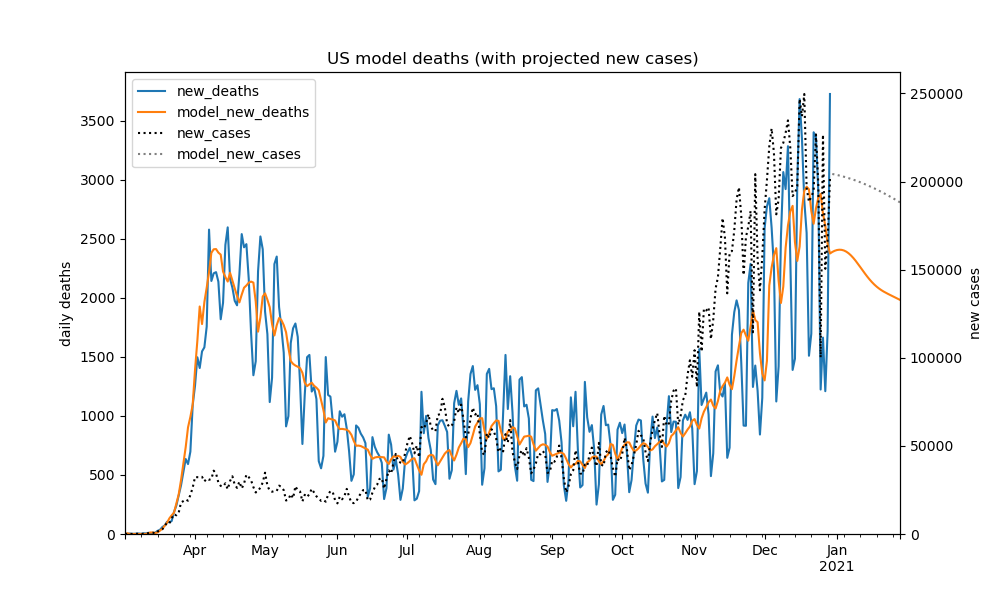 US model deaths (with projected new cases)
new_deaths
model_new_deaths
new_cases
model_new_cases
daily deaths
3500
3000
2500
2000
1500
1000
500
0
250000
200000
150000
100000
50000
0
new cases
Apr
May
Jun
Jul
Aug
Sep
Oct
Nov
Dec
Jan
2021